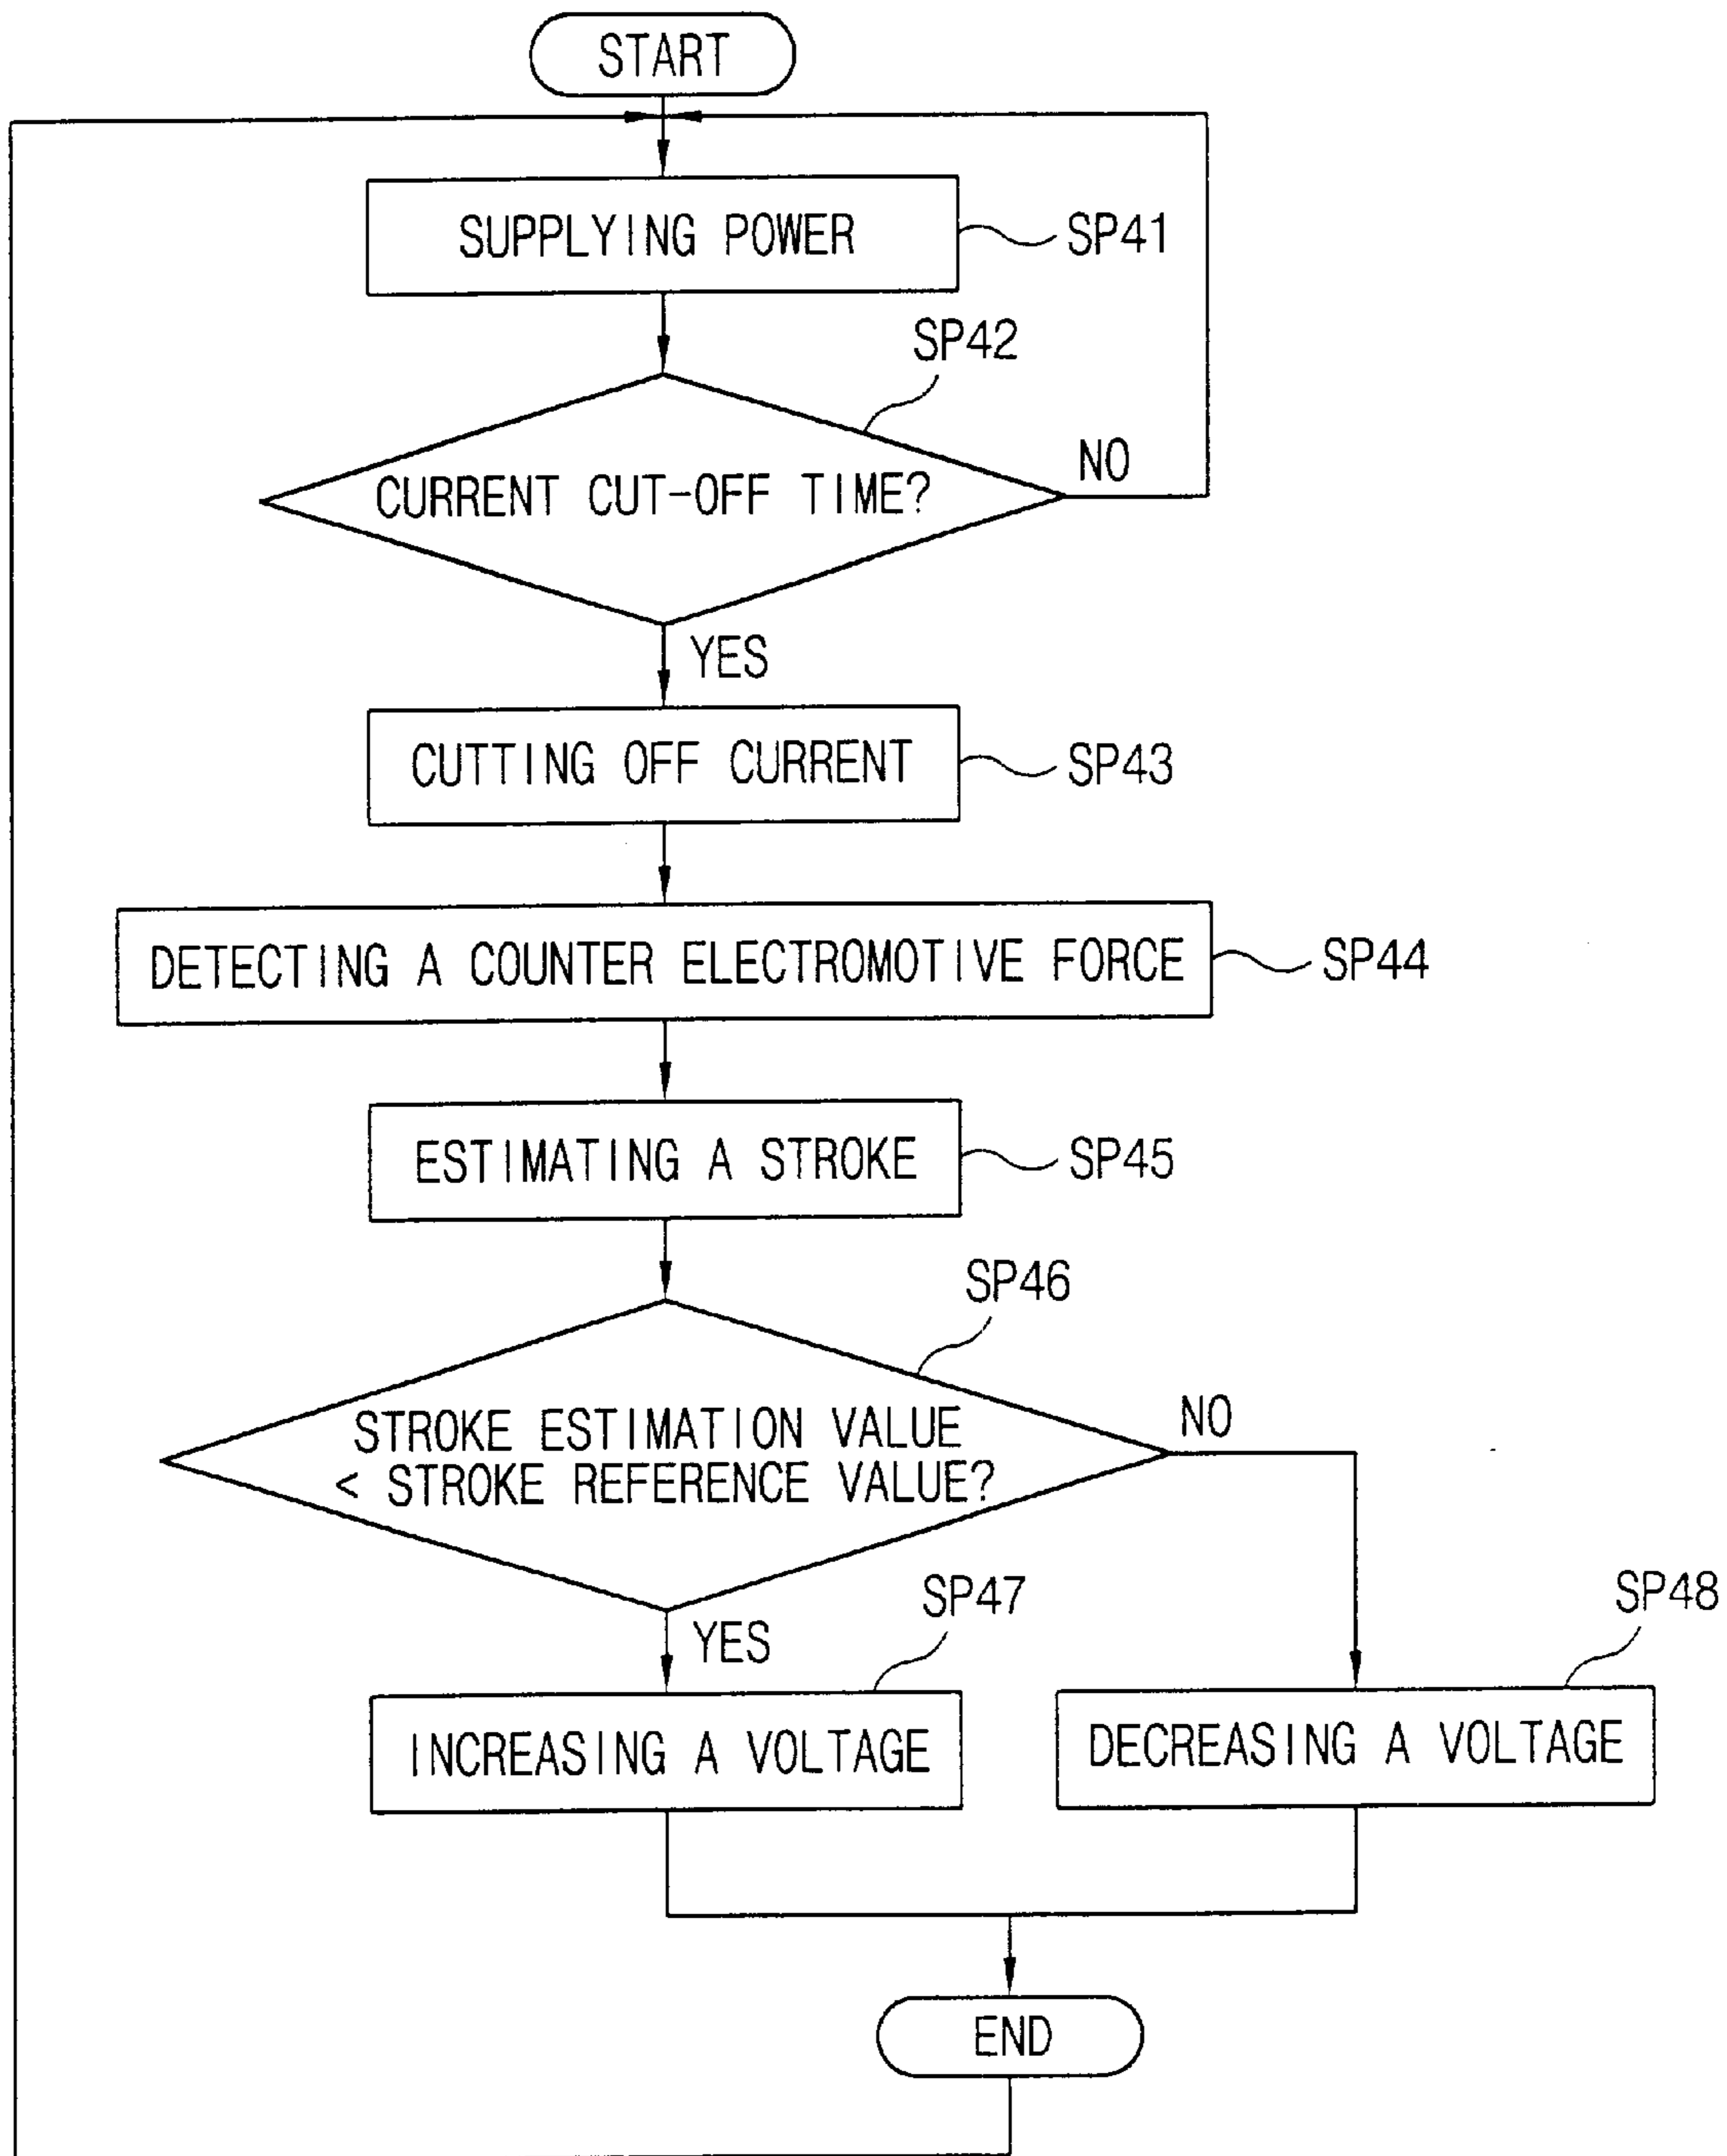 START
SUPPLYING POWER
SP41
SP42
CURRENT CUT-OFF TIME?
NO
YES
CUTTING OFF CURRENT
SP43
DETECTING A COUNTER ELECTROMOTIVE FORCE
SP44
ESTIMATING A STROKE
SP45
SP46
STROKE ESTIMATION VALUE
< STROKE REFERENCE VALUE?
NO
YES
SP47
SP48
INCREASING A VOLTAGE
DECREASING A VOLTAGE
END